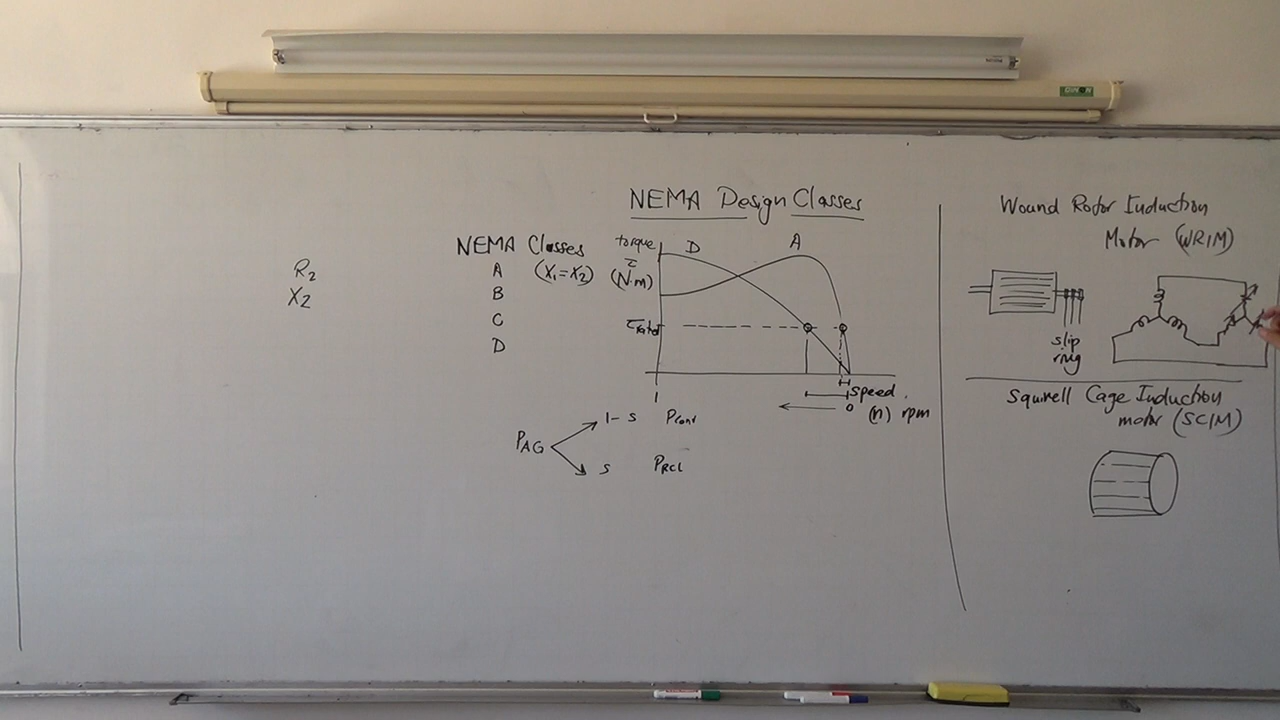 NEMA Design Classes
R2
X2
NEMA Classes
A (X1=X2)
B
C
D
torque
τ
(N.m)
D
A
τrated
1
0
speed
(n) rpm
PAG
1-s Pconv
s PRCL
Wound Rotor Induction
Motor (WRIM)
slip
ring
Squirell Cage Induction
motor (SCIM)